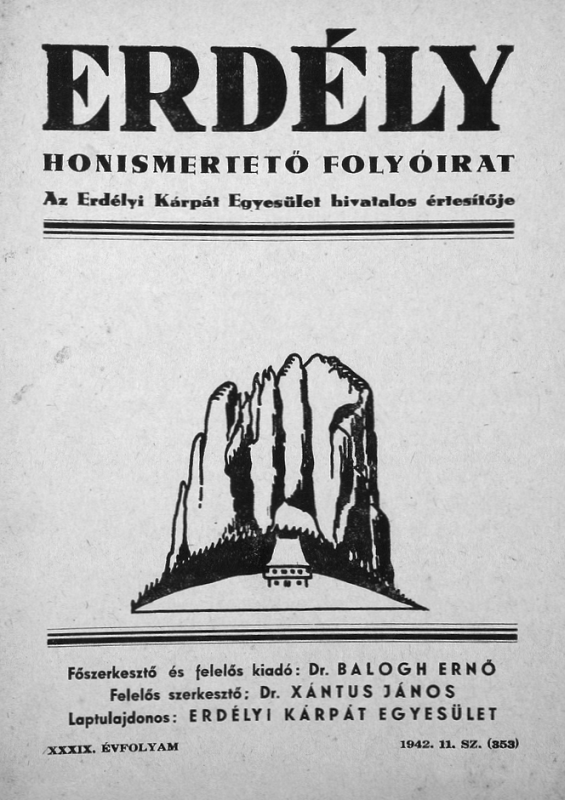 ERDÉLY
HONISMERTETŐ FOLYÓIRAT
Az Erdélyi Kárpát Egyesület hivatalos értesítője
Főszerkesztő és felelős kiadó: Dr. BALOGH ERNŐ
Felelős szerkesztő: Dr. XÁNTUS JÁNOS
Laptulajdonos: ERDÉLYI KÁRPÁT EGYESÜLET
XXXIX. ÉVFOLYAM 1942. 11. SZ. (353)